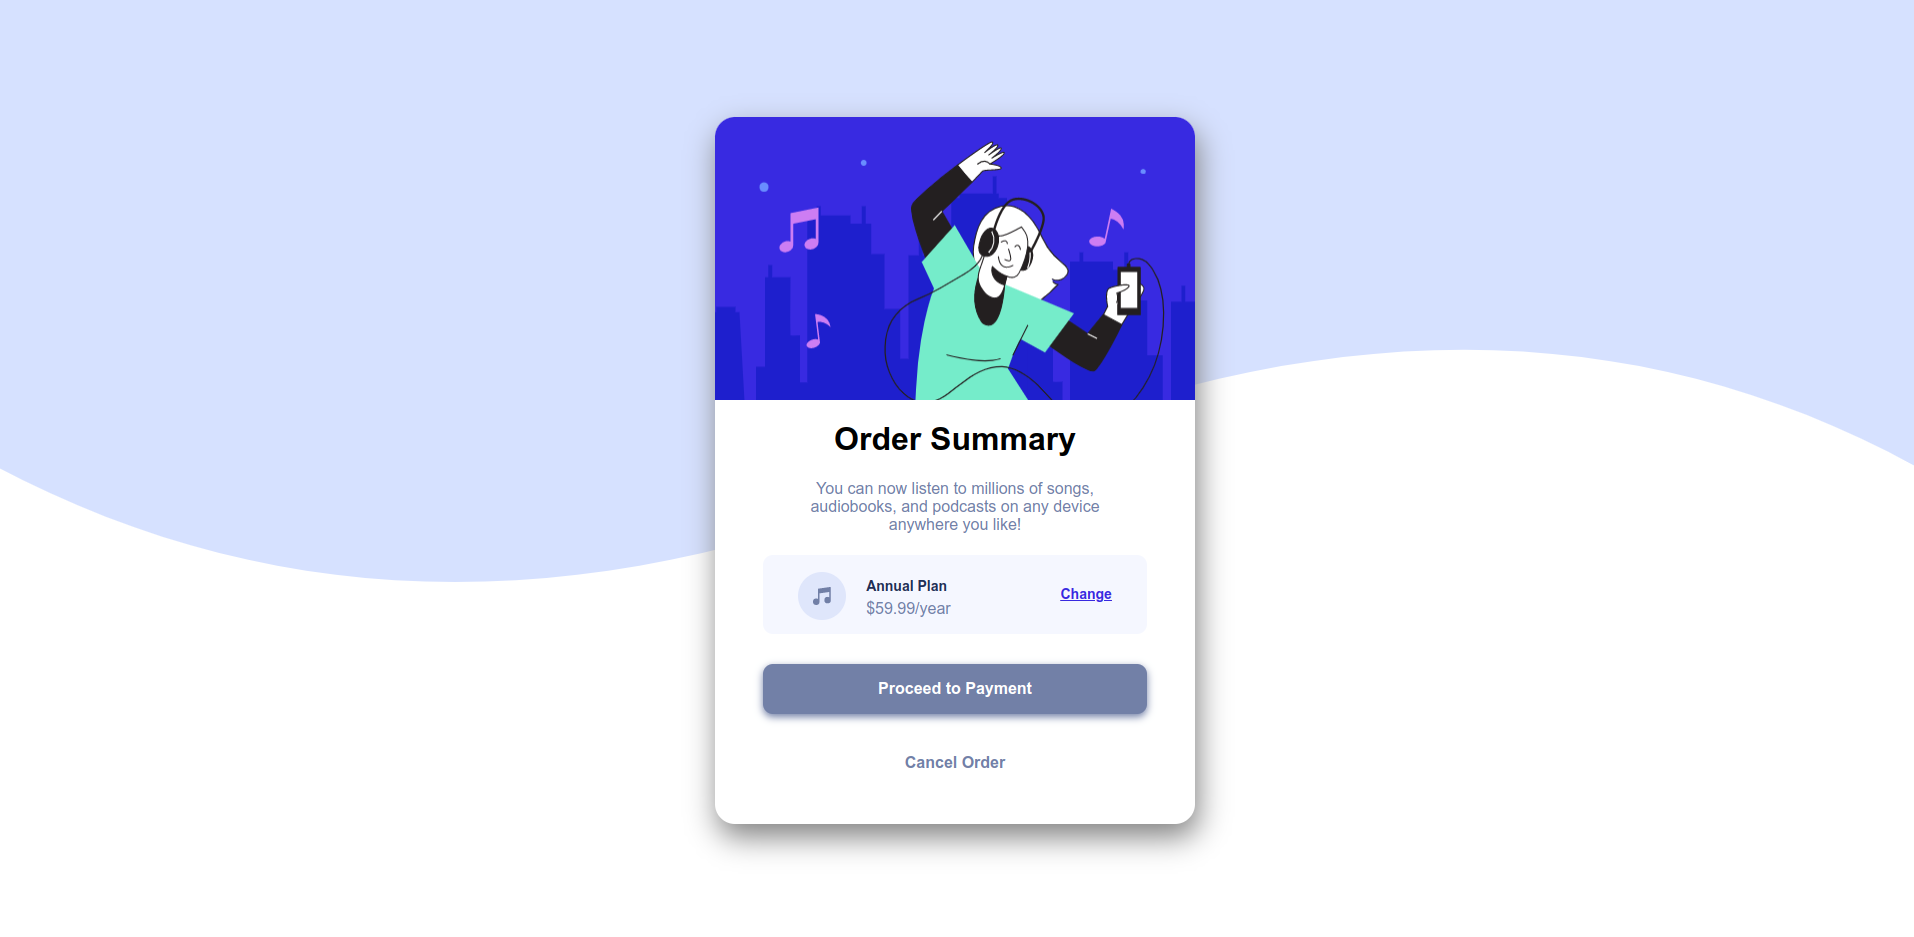 Order Summary
You can now listen to millions of songs,
audiobooks, and podcasts on any device
anywhere you like!
Annual Plan
$59.99/year
Change
Proceed to Payment
Cancel Order